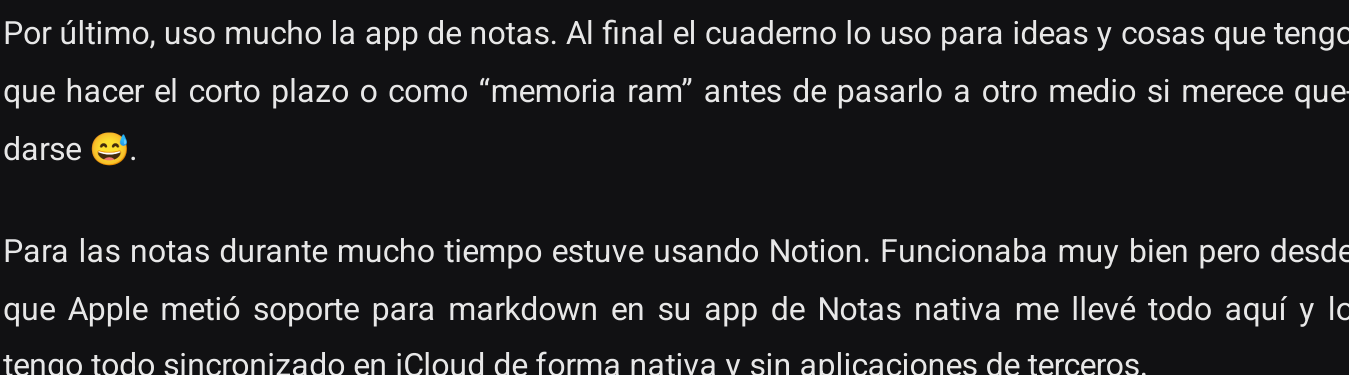 Por último, uso mucho la app de notas. Al final el cuaderno lo uso para ideas y cosas que tengo
que hacer el corto plazo o como “memoria ram” antes de pasarlo a otro medio si merece que-
darse 😅.
Para las notas durante mucho tiempo estuve usando Notion. Funcionaba muy bien pero desde
que Apple metió soporte para markdown en su app de Notas nativa me llevé todo aquí y lo
tengo todo sincronizado en iCloud de forma nativa y sin aplicaciones de terceros.